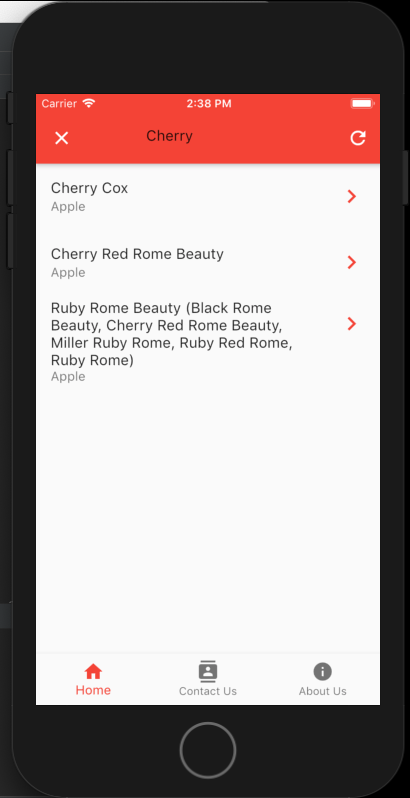 Carrier 2:38 PM
Cherry
Cherry Cox
Apple
Cherry Red Rome Beauty
Apple
Ruby Rome Beauty (Black Rome
Beauty, Cherry Red Rome Beauty,
Miller Ruby Rome, Ruby Red Rome,
Ruby Rome)
Apple
Home Contact Us About Us